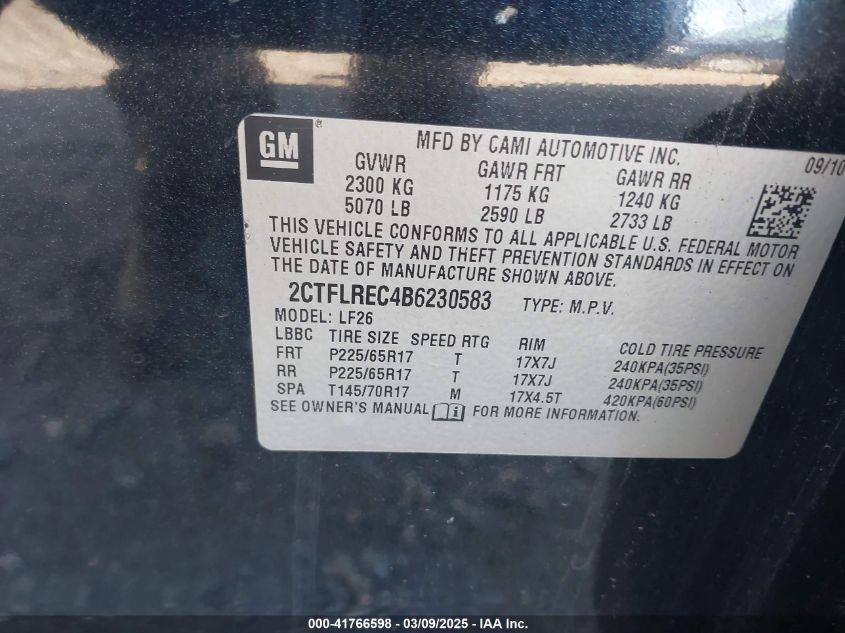 GM ®
MFD BY CAMI AUTOMOTIVE INC. 09/10
GVWR GAWR FRT GAWR RR
2300 KG 1175 KG 1240 KG
5070 LB 2590 LB 2733 LB
THIS VEHICLE CONFORMS TO ALL APPLICABLE U.S. FEDERAL MOTOR
VEHICLE SAFETY AND THEFT PREVENTION STANDARDS IN EFFECT ON
THE DATE OF MANUFACTURE SHOWN ABOVE.
2CTFLREC4B6230583 TYPE: M.P.V.
MODEL: LF26
LBBC TIRE SIZE SPEED RTG RIM COLD TIRE PRESSURE
FRT P225/65R17 T 17X7J 240KPA(35PSI)
RR P225/65R17 T 17X7J 240KPA(35PSI)
SPA T145/70R17 M 17X4.5T 420KPA(60PSI)
SEE OWNER'S MANUAL i FOR MORE INFORMATION.
000-41766598 - 03/09/2025 - IAA Inc.